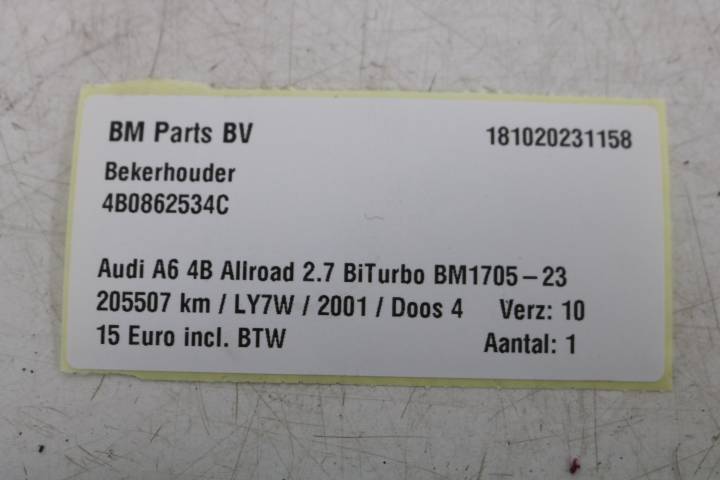 BM Parts BV 181020231158
Bekerhouder
4B0862534C
Audi A6 4B Allroad 2.7 BiTurbo BM1705-23
205507 km / LY7W / 2001 / Doos 4 Verz: 10
15 Euro incl. BTW Aantal: 1